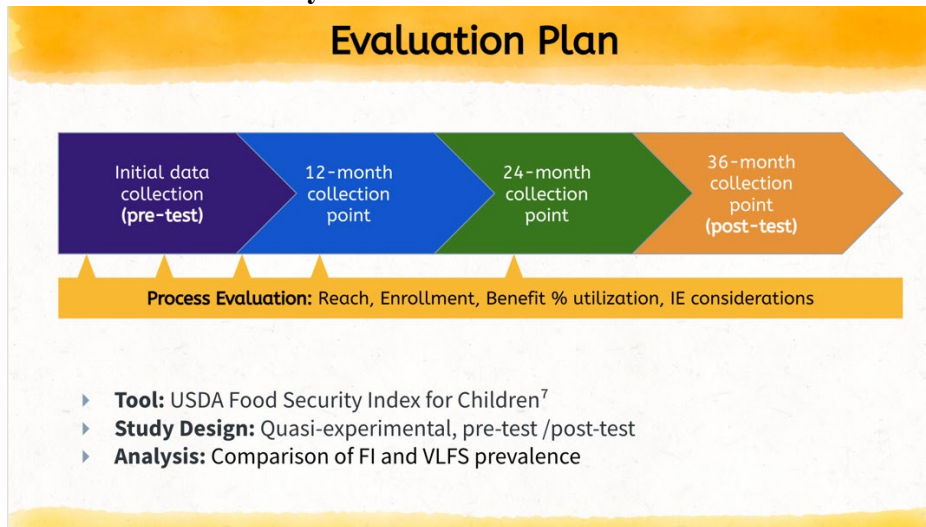 Evaluation Plan
Initial data
collection
(pre-test)
12-month
collection
point
24-month
collection
point
36-month
collection
point
(post-test)
Process Evaluation: Reach, Enrollment, Benefit % utilization, IE considerations
Tool: USDA Food Security Index for Children⁷
Study Design: Quasi-experimental, pre-test /post-test
Analysis: Comparison of FI and VLFS prevalence